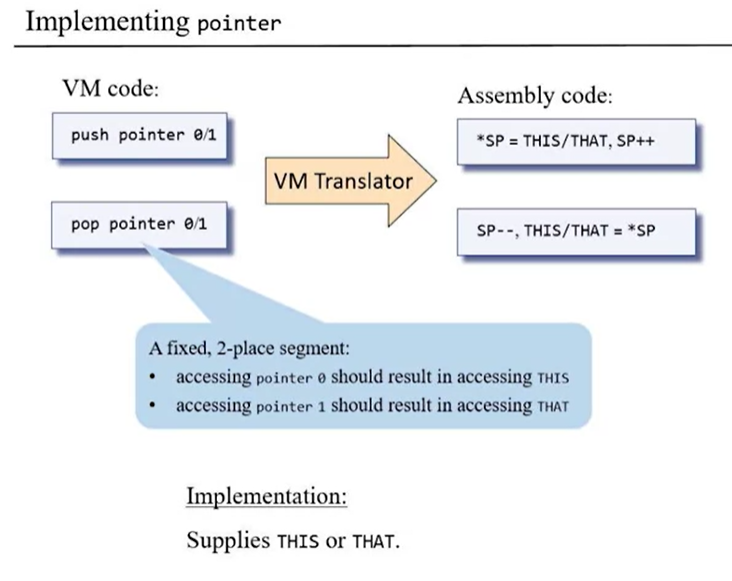 Implementing pointer
VM code:
push pointer 0/1
pop pointer 0/1
VM Translator
Assembly code:
*SP = THIS/THAT, SP++
SP--, THIS/THAT = *SP
A fixed, 2-place segment:
• accessing pointer 0 should result in accessing THIS
• accessing pointer 1 should result in accessing THAT
Implementation:
Supplies THIS or THAT.